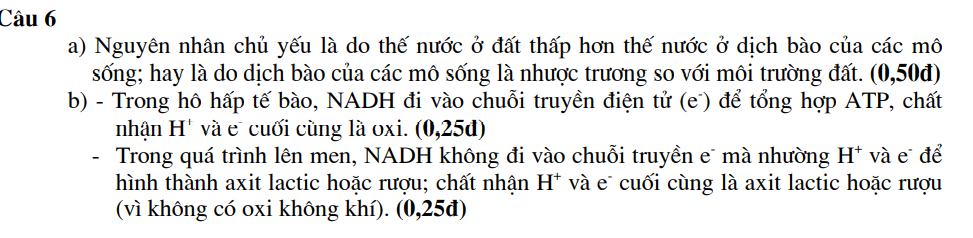 Câu 6
a) Nguyên nhân chủ yếu là do thế nước ở đất thấp hơn thế nước ở dịch bào của các mô
sống; hay là do dịch bào của các mô sống là nhược trương so với môi trường đất. (0,50đ)
b) - Trong hô hấp tế bào, NADH đi vào chuỗi truyền điện tử (e⁻) để tổng hợp ATP, chất
nhận H⁺ và e⁻ cuối cùng là oxi. (0,25đ)
- Trong quá trình lên men, NADH không đi vào chuỗi truyền e⁻ mà nhường H⁺ và e⁻ để
hình thành axit lactic hoặc rượu; chất nhận H⁺ và e⁻ cuối cùng là axit lactic hoặc rượu
(vì không có oxi không khí). (0,25đ)